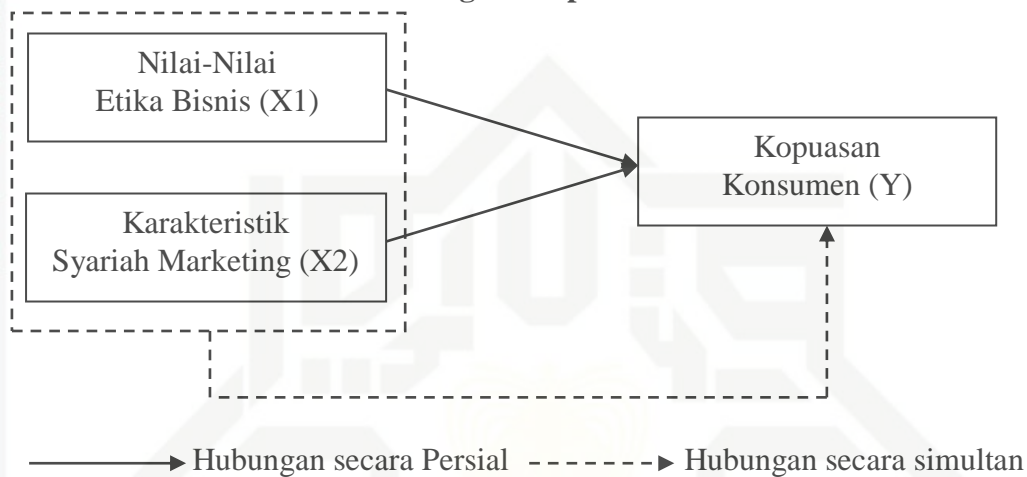 Nilai-Nilai
Etika Bisnis (X1)
Kopuasan
Konsumen (Y)
Karakteristik
Syariah Marketing (X2)
Hubungan secara Persial
Hubungan secara simultan